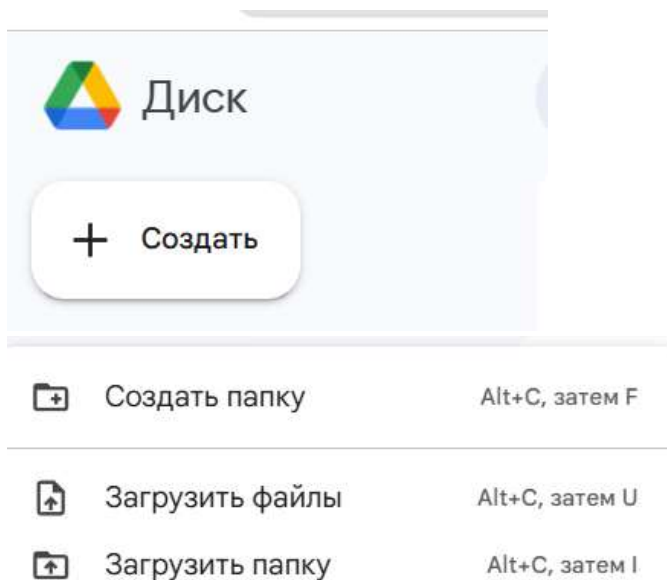 Диск
Создать
Создать папку Alt+C, затем F
Загрузить файлы Alt+C, затем U
Загрузить папку Alt+C, затем I